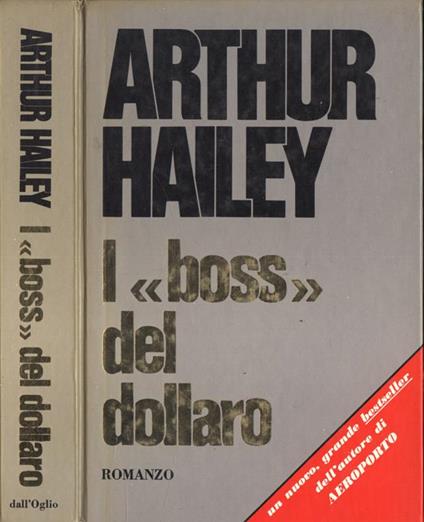 ARTHUR HAILEY I «boss» del dollaro
dall'Oglio
ARTHUR
HAILEY
I «boss»
del
dollaro
ROMANZO
un nuovo, grande bestseller
dell'autore di
AEROPORTO